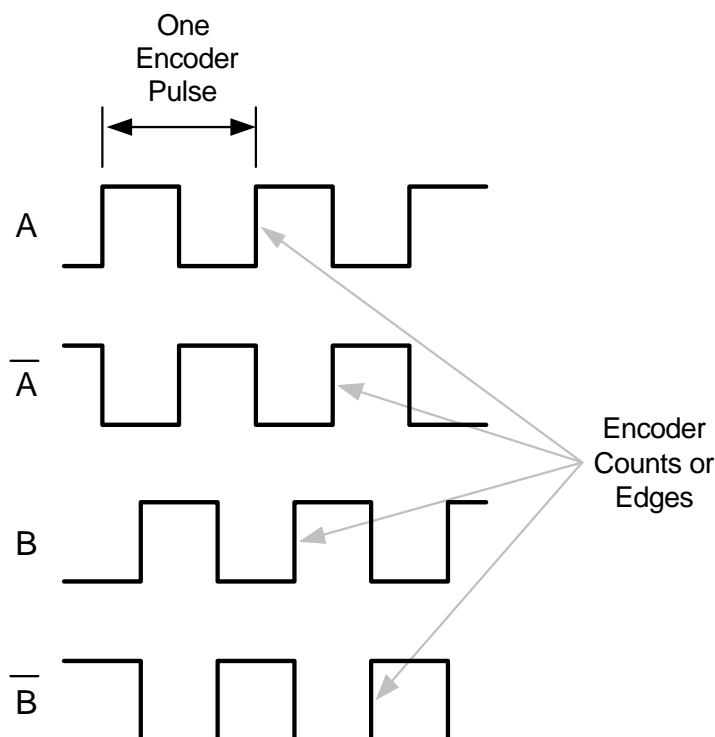 One
Encoder
Pulse
A
A̅
Encoder
Counts or
Edges
B
B̅